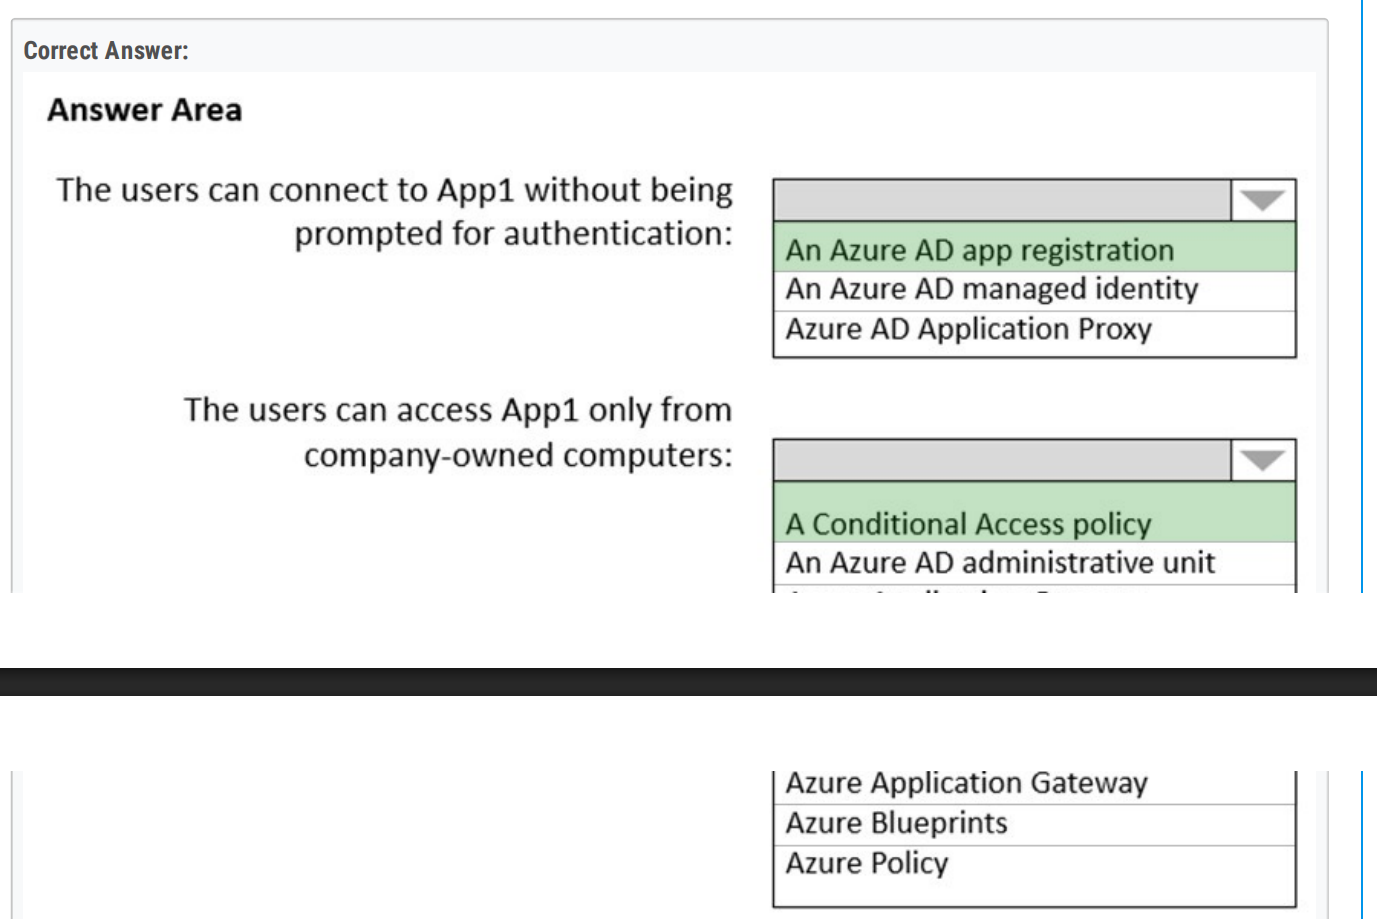 Correct Answer:
Answer Area
The users can connect to App1 without being
prompted for authentication:
An Azure AD app registration
An Azure AD managed identity
Azure AD Application Proxy
The users can access App1 only from
company-owned computers:
A Conditional Access policy
An Azure AD administrative unit
Azure Application Gateway
Azure Blueprints
Azure Policy